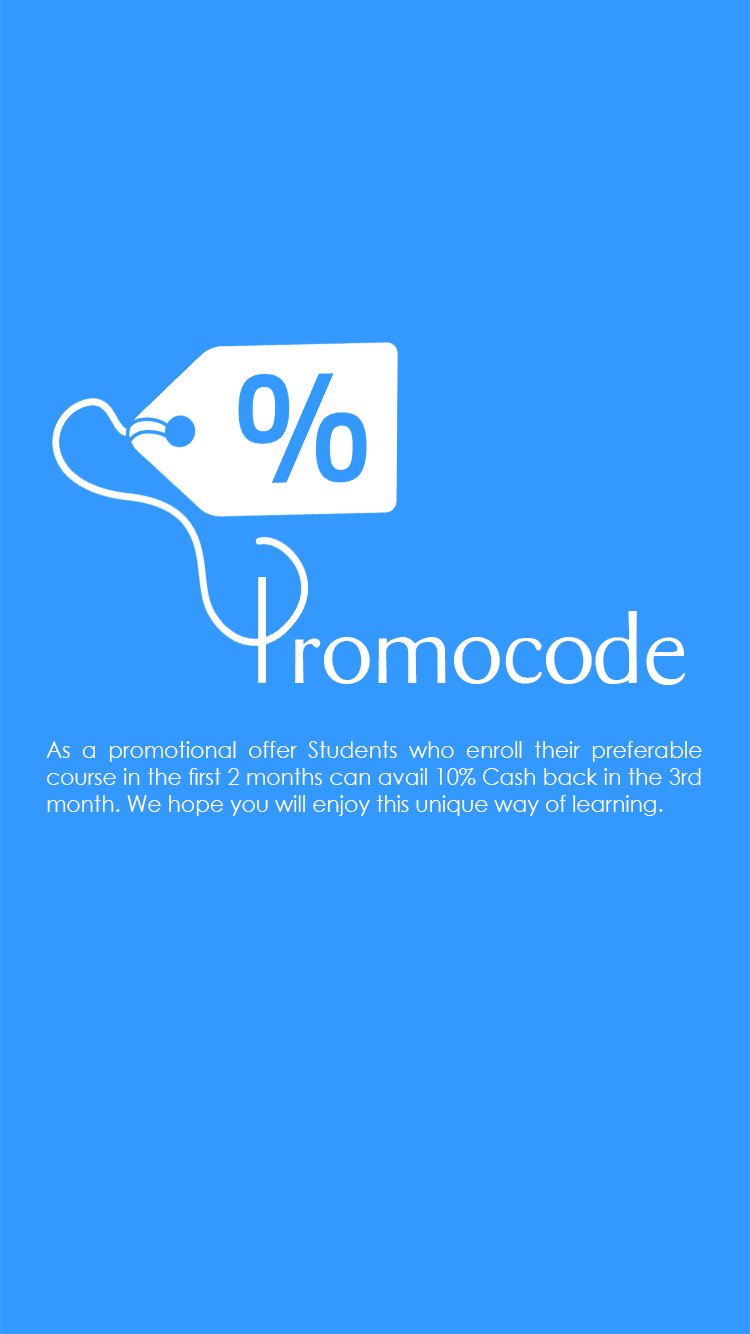 %
Promocode
As a promotional offer Students who enroll their preferable
course in the first 2 months can avail 10% Cash back in the 3rd
month. We hope you will enjoy this unique way of learning.